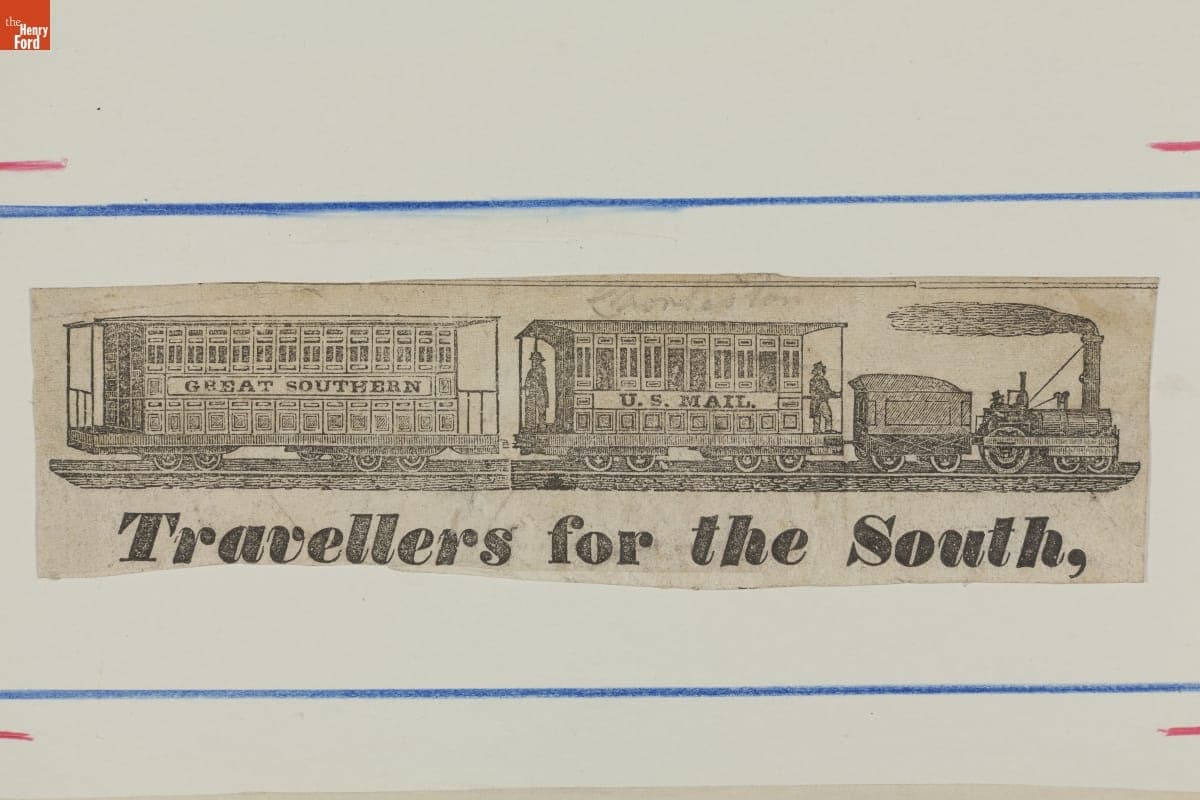 the
Henry
Ford
GREAT SOUTHERN
U. S. MAIL.
Travellers for the South,